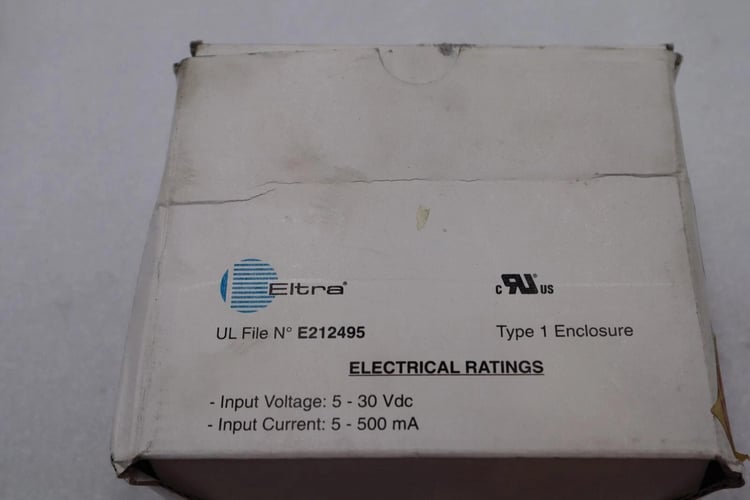 Eltra®
c RU® US
UL File N° E212495
Type 1 Enclosure
ELECTRICAL RATINGS
- Input Voltage: 5 - 30 Vdc
- Input Current: 5 - 500 mA